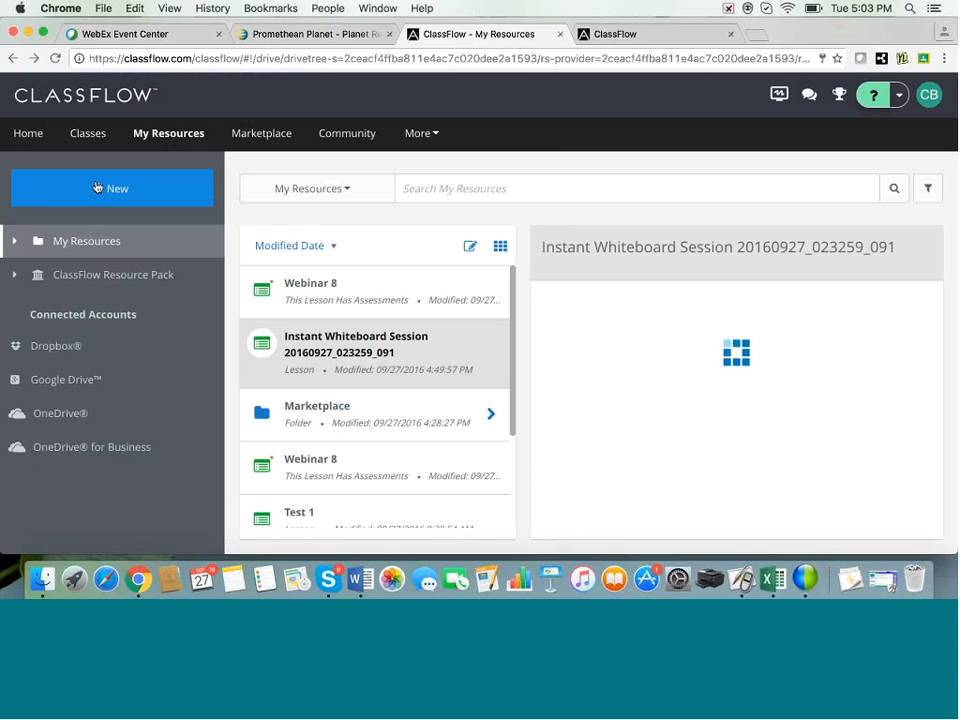 Chrome File Edit View History Bookmarks People Window Help Tue 5:03 PM
WebEx Event Center × Promethean Planet - Planet Re × ClassFlow - My Resources × ClassFlow ×
https://classflow.com/classflow/#!/drive/drivetree-s=2eacf4ffba811e4ac7c020dee2a1962f/rs-provider=2eacf4ffba811e4ac7c020dee2a1962f/r...
CLASSFLOW™ ? CB
Home Classes My Resources Marketplace Community More
New
My Resources Search My Resources
My Resources
ClassFlow Resource Pack
Connected Accounts
Dropbox®
Google Drive™
OneDrive®
OneDrive® for Business
Modified Date
Webinar 8
This Lesson Has Assessments • Modified: 09/27...
Instant Whiteboard Session
20160927_023259_091
Lesson • Modified: 09/27/2016 4:49:57 PM
Marketplace
Folder • Modified: 09/27/2016 4:28:27 PM
Webinar 8
This Lesson Has Assessments • Modified: 09/27...
Test 1
Instant Whiteboard Session 20160927_023259_091